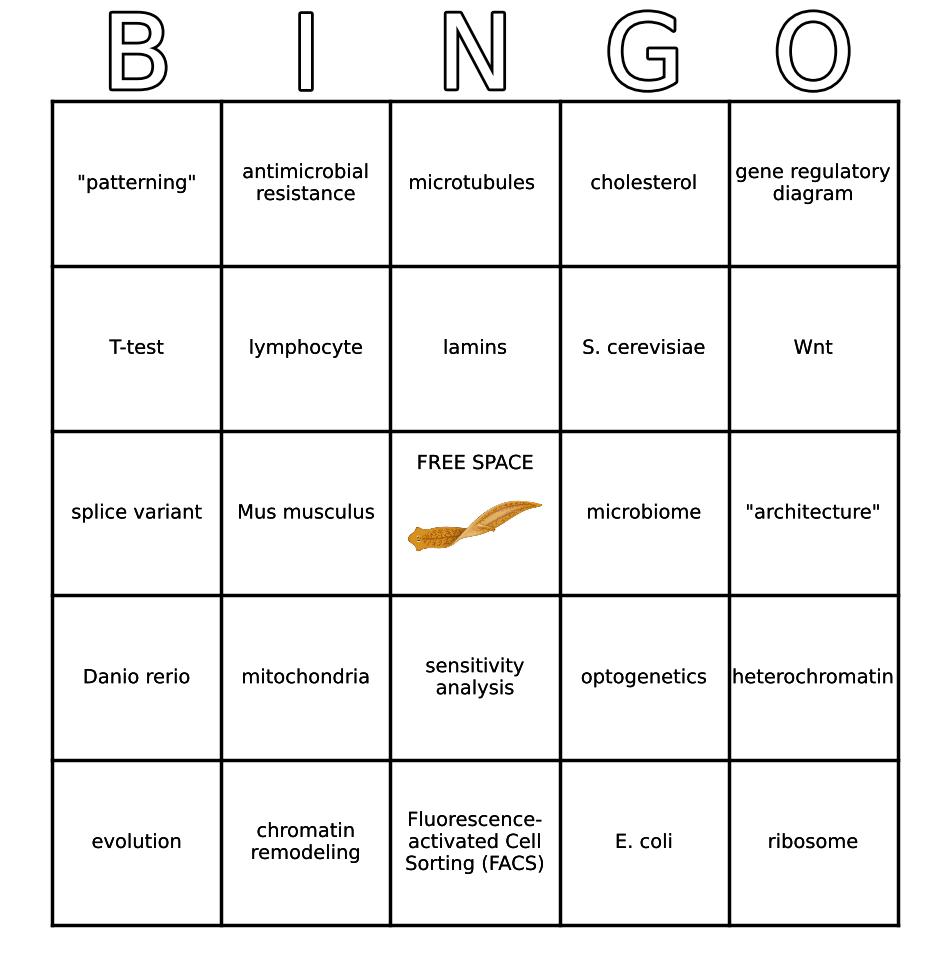 B I N G O
"patterning"
antimicrobial
resistance
microtubules
cholesterol
gene regulatory
diagram
T-test
lymphocyte
lamins
S. cerevisiae
Wnt
splice variant
Mus musculus
FREE SPACE
microbiome
"architecture"
Danio rerio
mitochondria
sensitivity
analysis
optogenetics
heterochromatin
evolution
chromatin
remodeling
Fluorescence-
activated Cell
Sorting (FACS)
E. coli
ribosome